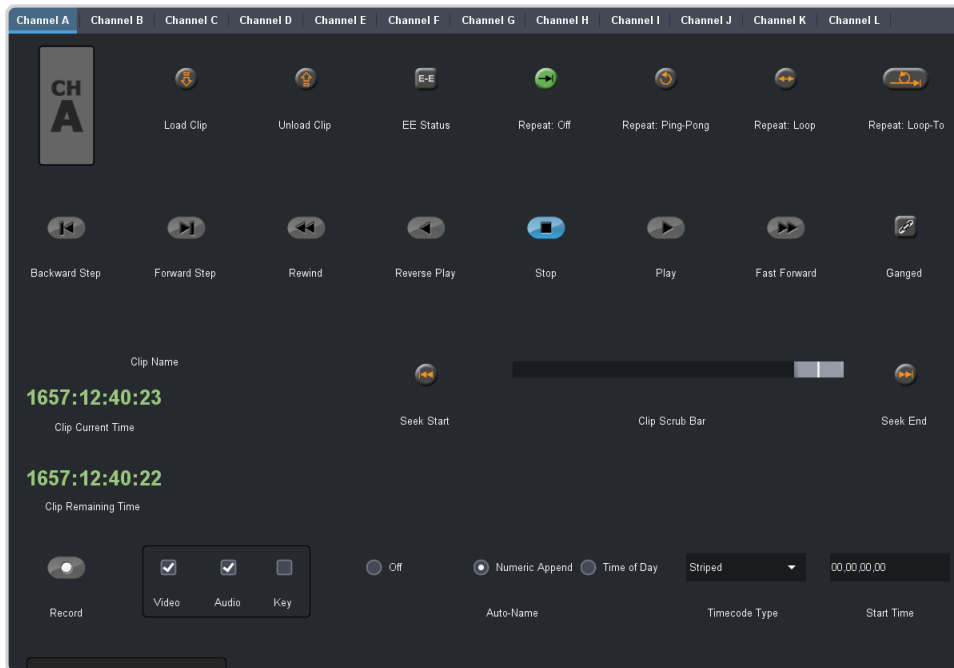 Channel A Channel B Channel C Channel D Channel E Channel F Channel G Channel H Channel I Channel J Channel K Channel L
CH
A
E-E
Load Clip Unload Clip EE Status Repeat: Off Repeat: Ping-Pong Repeat: Loop Repeat: Loop-To
Backward Step Forward Step Rewind Reverse Play Stop Play Fast Forward Ganged
Clip Name
1657:12:40:23
Clip Current Time
Seek Start Clip Scrub Bar Seek End
1657:12:40:22
Clip Remaining Time
Off Numeric Append Time of Day Striped 00,00,00,00
Video Audio Key
Record Auto-Name Timecode Type Start Time